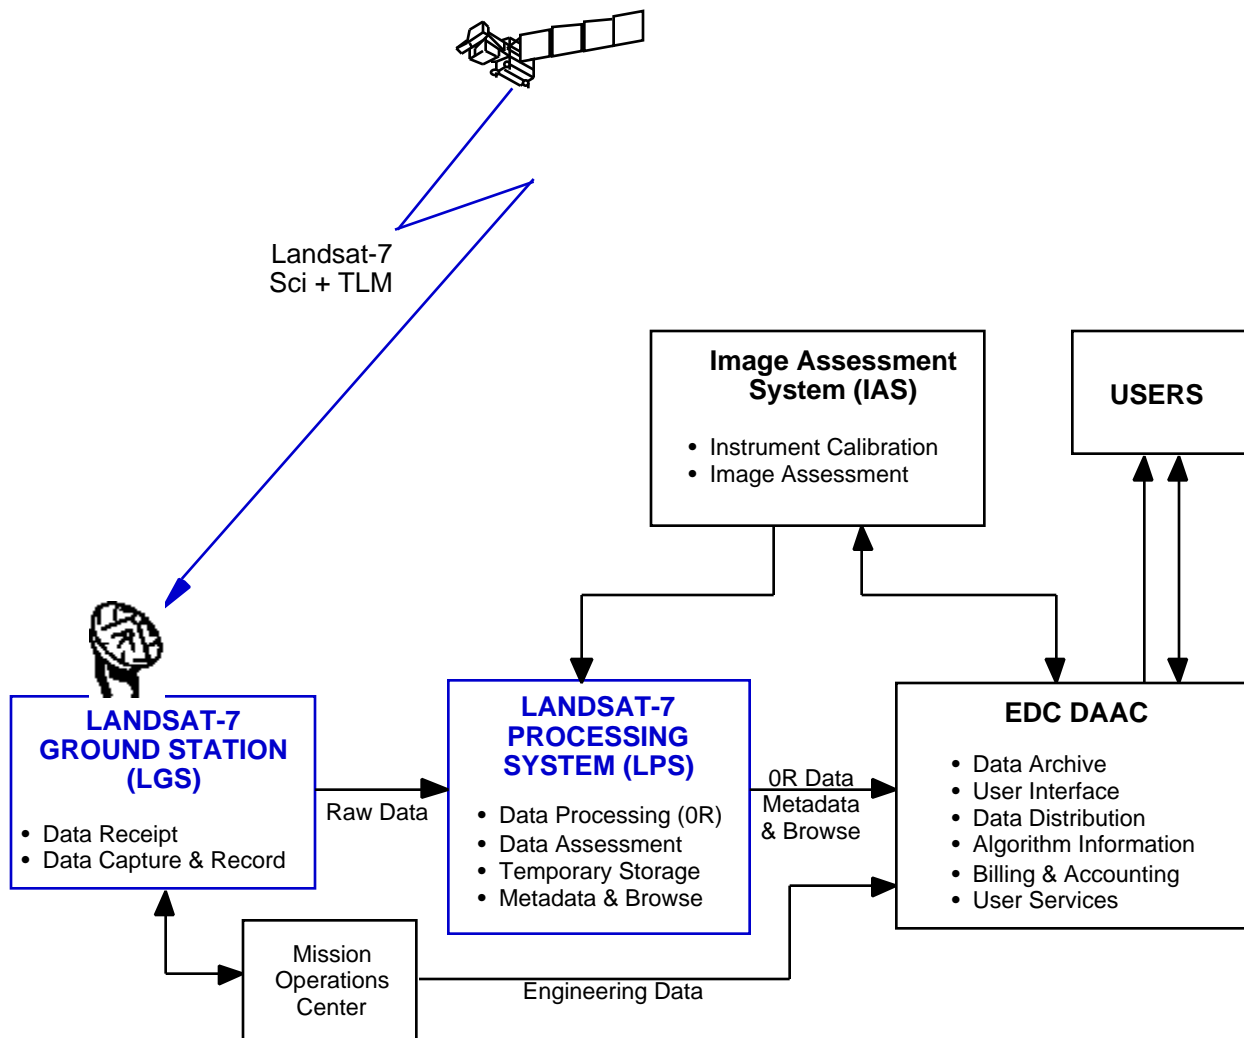 Landsat-7
Sci + TLM
Image Assessment
System (IAS)
• Instrument Calibration
• Image Assessment
USERS
LANDSAT-7
GROUND STATION
(LGS)
• Data Receipt
• Data Capture & Record
Raw Data
LANDSAT-7
PROCESSING
SYSTEM (LPS)
• Data Processing (0R)
• Data Assessment
• Temporary Storage
• Metadata & Browse
0R Data
Metadada
& Browse
EDC DAAC
• Data Archive
• User Interface
• Data Distribution
• Algorithm Information
• Billing & Accounting
• User Services
Mission
Operations
Center
Engineering Data